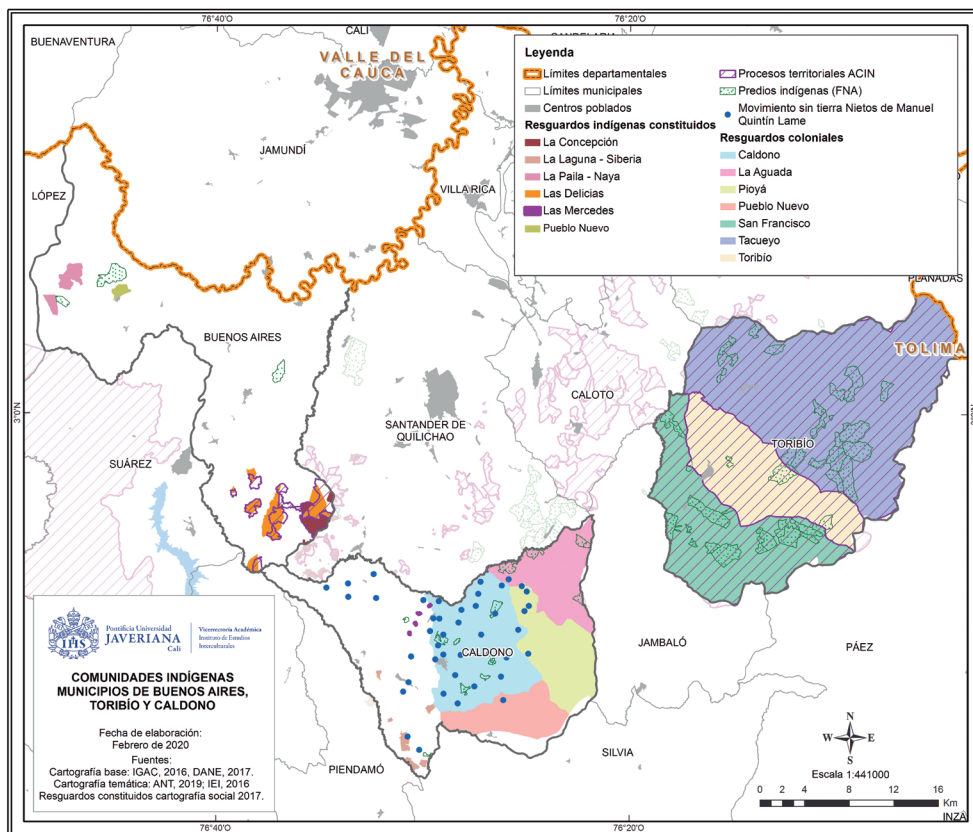 76°40'O
76°20'O
BUENAVENTURA
CALI
VALLE DEL
CAUCA
JAMUNDÍ
LÓPEZ
VILLA RICA
Leyenda
Límites departamentales
Límites municipales
Centros poblados
Resguardos indígenas constituidos
La Concepción
La Laguna - Siberia
La Paila - Naya
Las Delicias
Las Mercedes
Pueblo Nuevo
Procesos territoriales ACIN
Predios indígenas (FNA)
Movimiento sin tierra Nietos de Manuel
Quintín Lame
Resguardos coloniales
Caldono
La Aguada
Pioyá
Pueblo Nuevo
San Francisco
Tacueyo
Toribío
PLANADAS
TOLIMA
BUENOS AIRES
3°0'N
CALOTO
SANTANDER DE
QUILICHAO
TORIBÍO
SUÁREZ
CALDONO
JAMBALÓ
PÁEZ
PIENDAMÓ
SILVIA
INZÁ
Pontificia Universidad
JAVERIANA
Cali
Vicerrectoría Académica
Instituto de Estudios
Interculturales
IHS
COMUNIDADES INDÍGENAS
MUNICIPIOS DE BUENOS AIRES,
TORIBÍO Y CALDONO
Fecha de elaboración:
Febrero de 2020
Fuentes:
Cartografía base: IGAC, 2016, DANE, 2017.
Cartografía temática: ANT, 2019; IEI, 2016
Resguardos constituidos cartografía social 2017.
N
W E
S
Escala 1:441000
0 2 4 8 12 16
Km
76°40'O
76°20'O